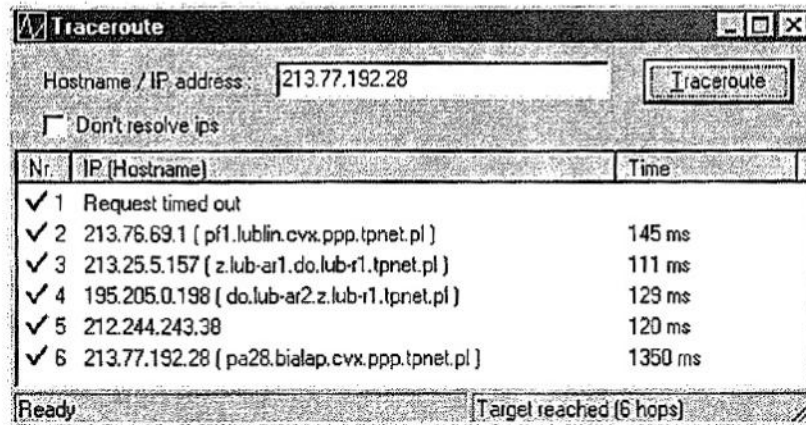 Traceroute
Hostname / IP address : 213.77.192.28 Traceroute
Don't resolve ips
Nr. IP (Hostname) Time
1 Request timed out
2 213.76.69.1 ( pf1.lublin.cvx.ppp.tpnet.pl ) 145 ms
3 213.25.5.157 ( z.lub-ar1.do.lub-r1.tpnet.pl ) 111 ms
4 195.205.0.198 ( do.lub-ar2.z.lub-r1.tpnet.pl ) 129 ms
5 212.244.243.38 120 ms
6 213.77.192.28 ( pa28.bialap.cvx.ppp.tpnet.pl ) 1350 ms
Ready Target reached (6 hops)